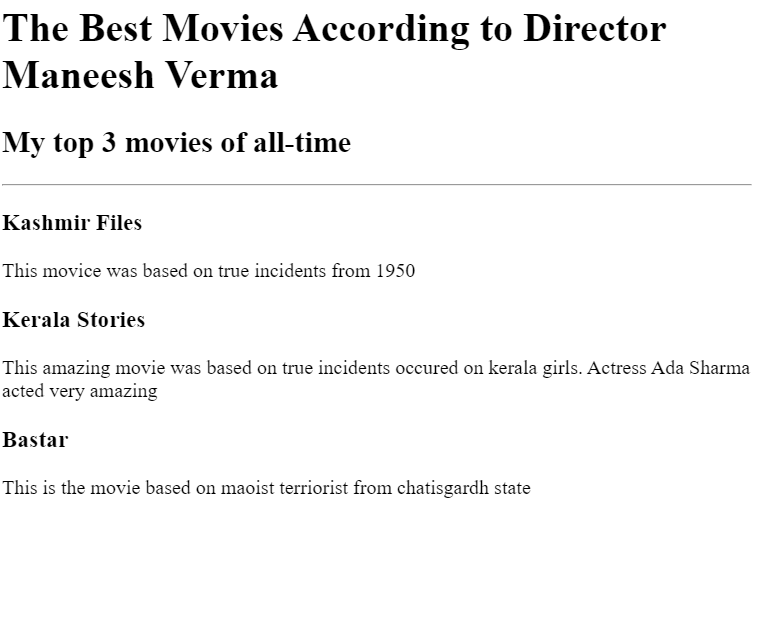 The Best Movies According to Director
Maneesh Verma
My top 3 movies of all-time
Kashmir Files
This movice was based on true incidents from 1950
Kerala Stories
This amazing movie was based on true incidents occured on kerala girls. Actress Ada Sharma
acted very amazing
Bastar
This is the movie based on maoist terriorist from chatisgardh state